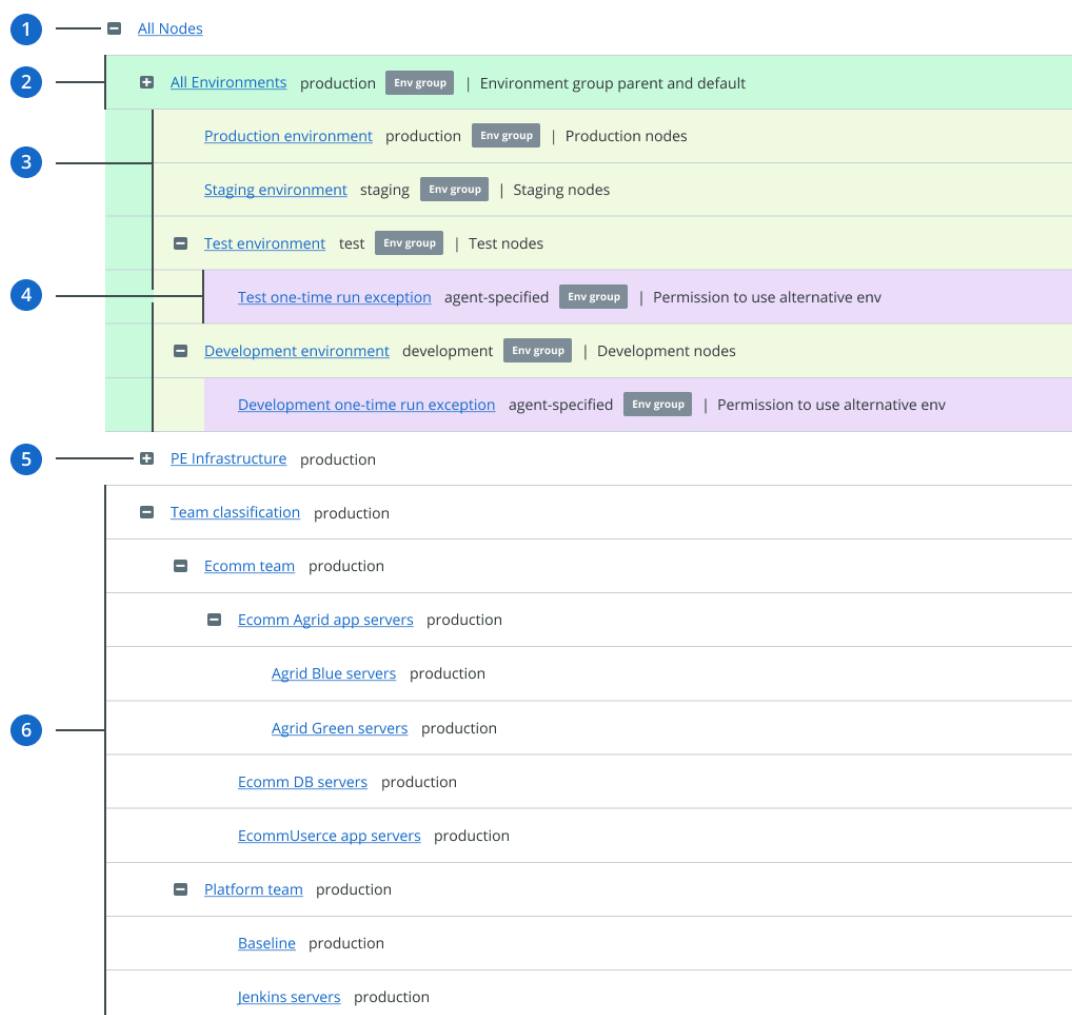 1 All Nodes
2 All Environments production Env group | Environment group parent and default
Production environment production Env group | Production nodes
3
Staging environment staging Env group | Staging nodes
Test environment test Env group | Test nodes
4 Test one-time run exception agent-specified Env group | Permission to use alternative env
Development environment development Env group | Development nodes
Development one-time run exception agent-specified Env group | Permission to use alternative env
5 PE Infrastructure production
Team classification production
Ecomm team production
Ecomm Agrid app servers production
Agrid Blue servers production
6 Agrid Green servers production
Ecomm DB servers production
EcommUserce app servers production
Platform team production
Baseline production
Jenkins servers production